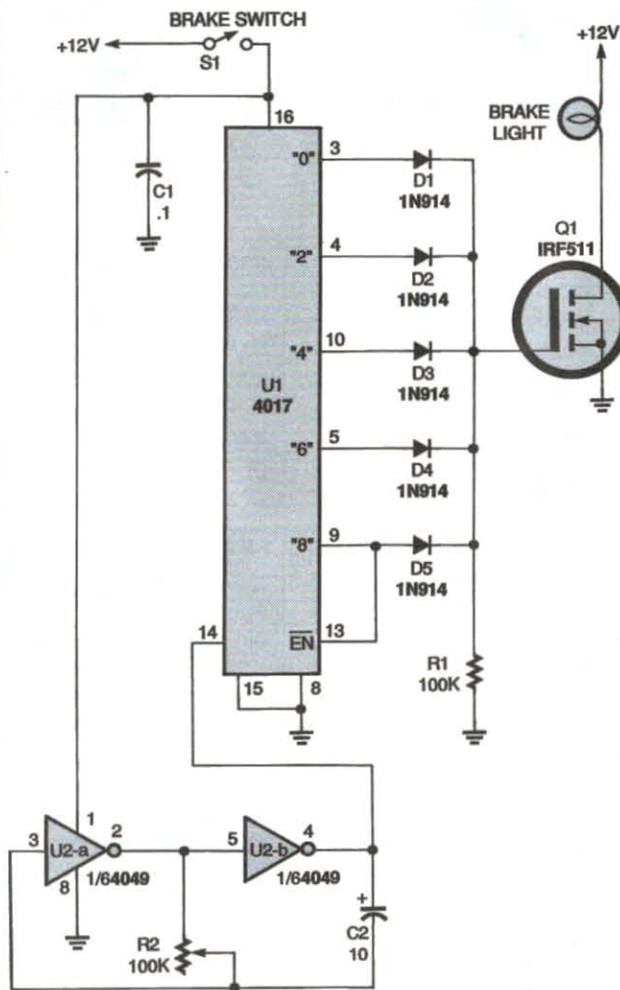 BRAKE SWITCH
+12V
S1
+12V
BRAKE
LIGHT
16
"0"
3
D1
1N914
C1
.1
Q1
IRF511
"2"
4
D2
1N914
"4"
10
D3
1N914
U1
4017
"6"
5
D4
1N914
"8"
9
D5
1N914
14
EN
13
15
8
R1
100K
3
1
U2-a
2
8
1/64049
5
U2-b
4
1/64049
R2
100K
+
C2
10